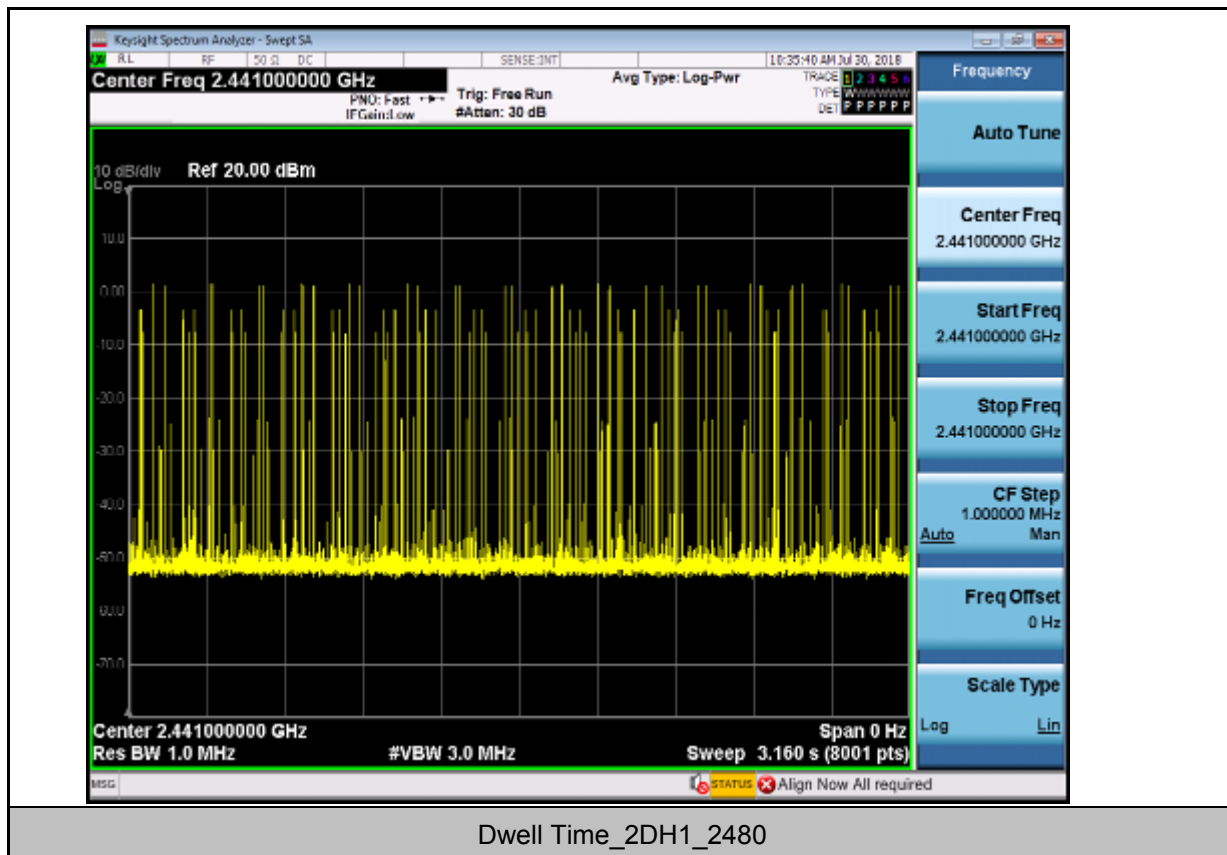 Keysight Spectrum Analyzer - Swept SA
RL RF 50 Ω DC SENSE:INT 10:35:40 AM Jul 30, 2018
Center Freq 2.441000000 GHz
PNO: Fast
IFGain:Low
Trig: Free Run
#Atten: 30 dB
Avg Type: Log-Pwr
TRACE 1 2 3 4 5 6
TYPE WWWWWW
DET P P P P P P
10 dB/div
Log
Ref 20.00 dBm
10.0
0.00
-10.0
-20.0
-30.0
-40.0
-50.0
-60.0
-70.0
Center 2.441000000 GHz
Span 0 Hz
Res BW 1.0 MHz
#VBW 3.0 MHz
Sweep 3.160 s (8001 pts)
MSG
STATUS
Align Now All required
Frequency
Auto Tune
Center Freq
2.441000000 GHz
Start Freq
2.441000000 GHz
Stop Freq
2.441000000 GHz
CF Step
1.000000 MHz
Auto Man
Freq Offset
0 Hz
Scale Type
Log Lin
Dwell Time_2DH1_2480